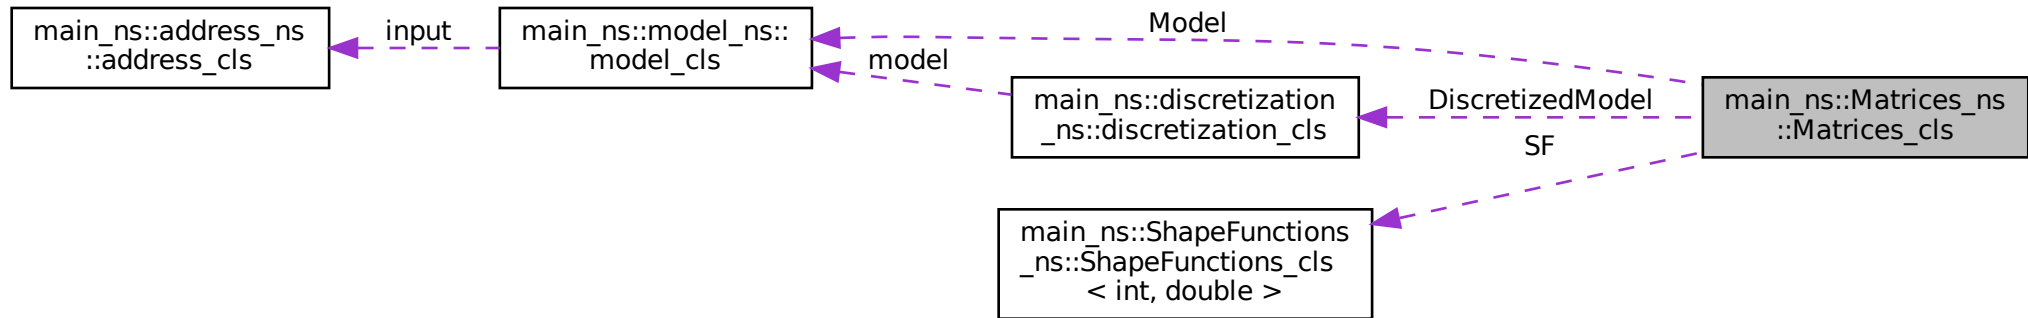 main_ns::address_ns
::address_cls
input
main_ns::model_ns::
model_cls
Model
model
main_ns::discretization
_ns::discretization_cls
DiscretizedModel
SF
main_ns::Matrices_ns
::Matrices_cls
main_ns::ShapeFunctions
_ns::ShapeFunctions_cls
< int, double >